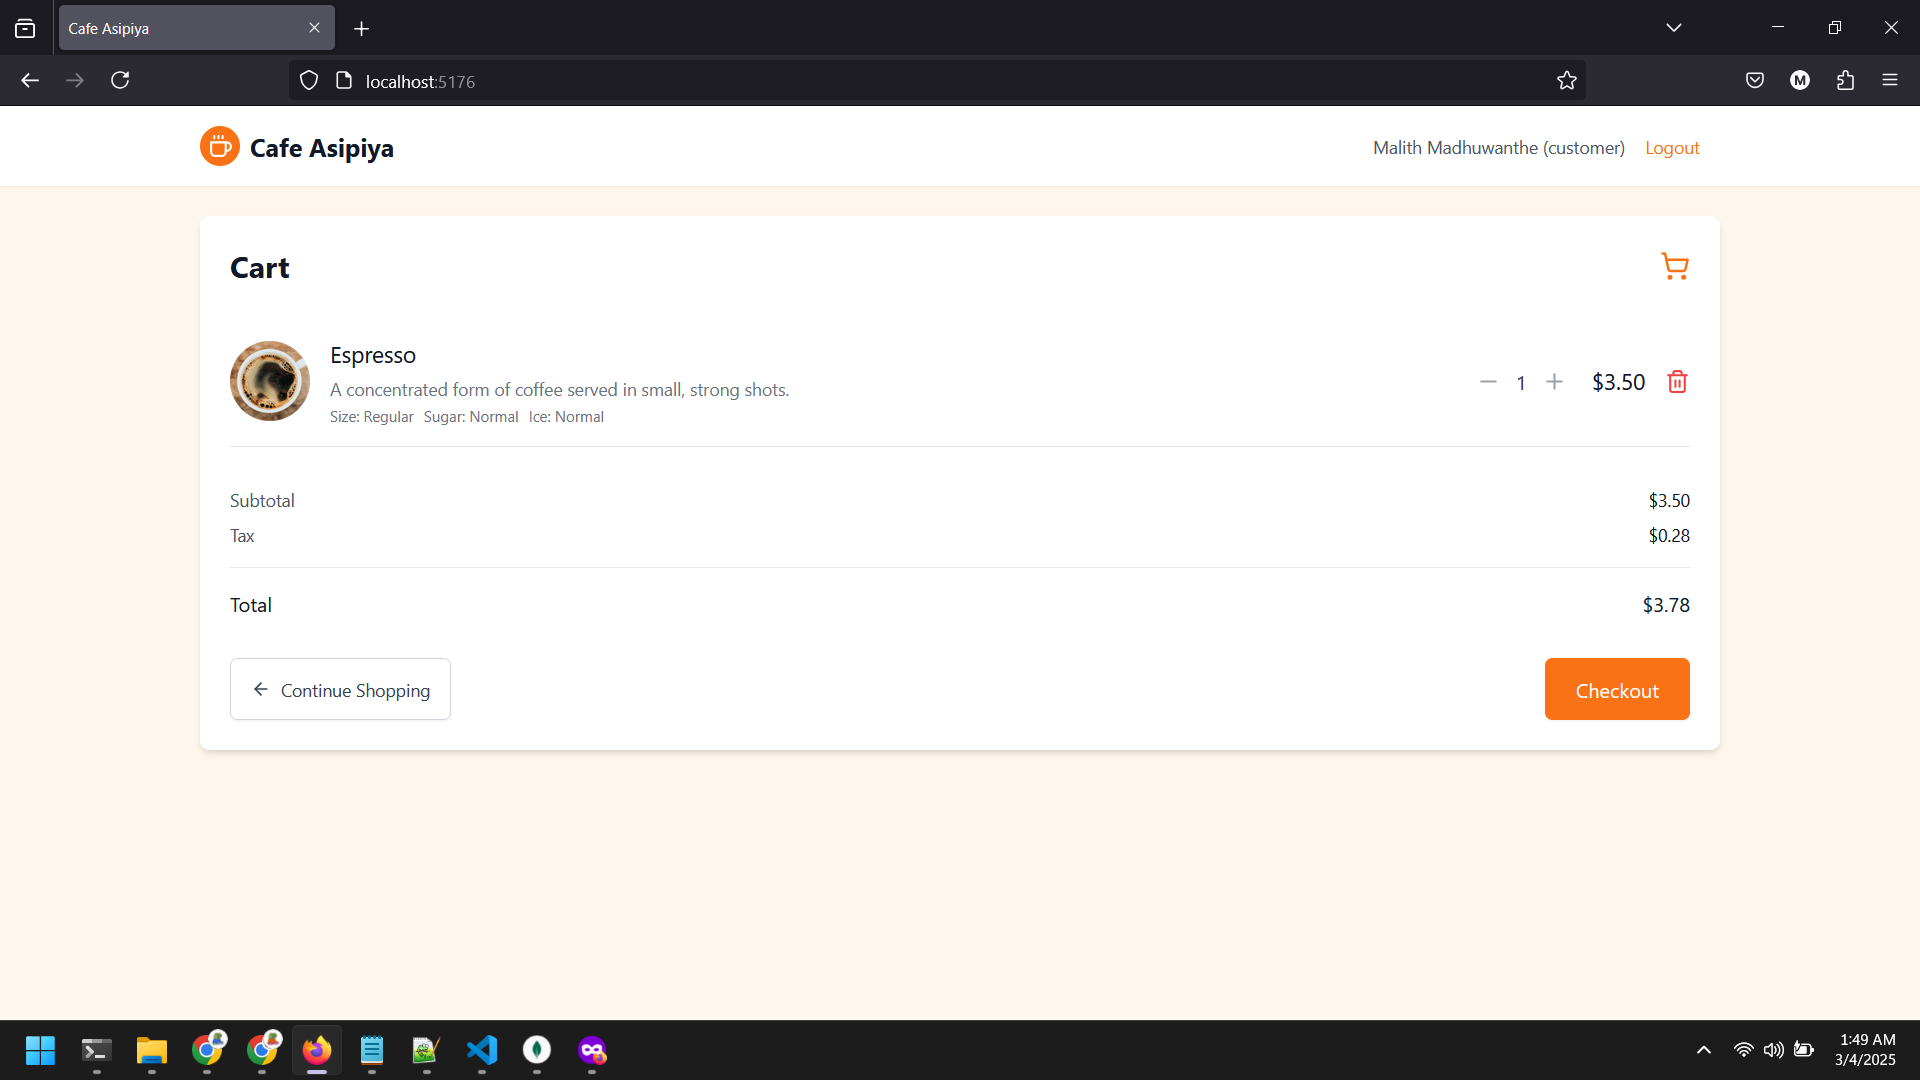 Cafe Asipiya
localhost:5176
M
Cafe Asipiya
Malith Madhuwanthe (customer) Logout
Cart
Espresso
A concentrated form of coffee served in small, strong shots.
Size: Regular Sugar: Normal Ice: Normal
1 $3.50
Subtotal $3.50
Tax $0.28
Total $3.78
Continue Shopping Checkout
1:49 AM
3/4/2025